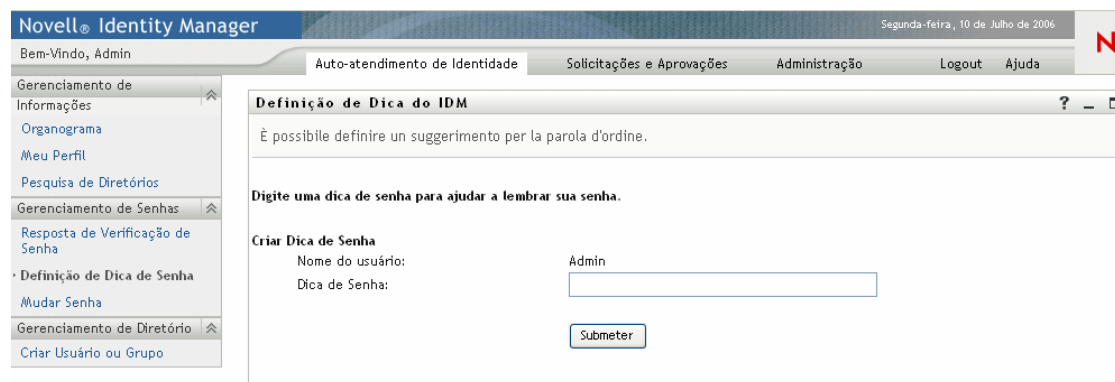 Novell® Identity Manager
Segunda-feira, 10 de Julho de 2006
N
Bem-Vindo, Admin
Auto-atendimento de Identidade Solicitações e Aprovações Administração Logout Ajuda
Gerenciamento de
Informações
Organograma
Meu Perfil
Pesquisa de Diretórios
Gerenciamento de Senhas
Resposta de Verificação de
Senha
Definição de Dica de Senha
Mudar Senha
Gerenciamento de Diretório
Criar Usuário ou Grupo
Definição de Dica do IDM
?
È possibile definire un suggerimento per la parola d'ordine.
Digite uma dica de senha para ajudar a lembrar sua senha.
Criar Dica de Senha
Nome do usuário: Admin
Dica de Senha:
Submeter